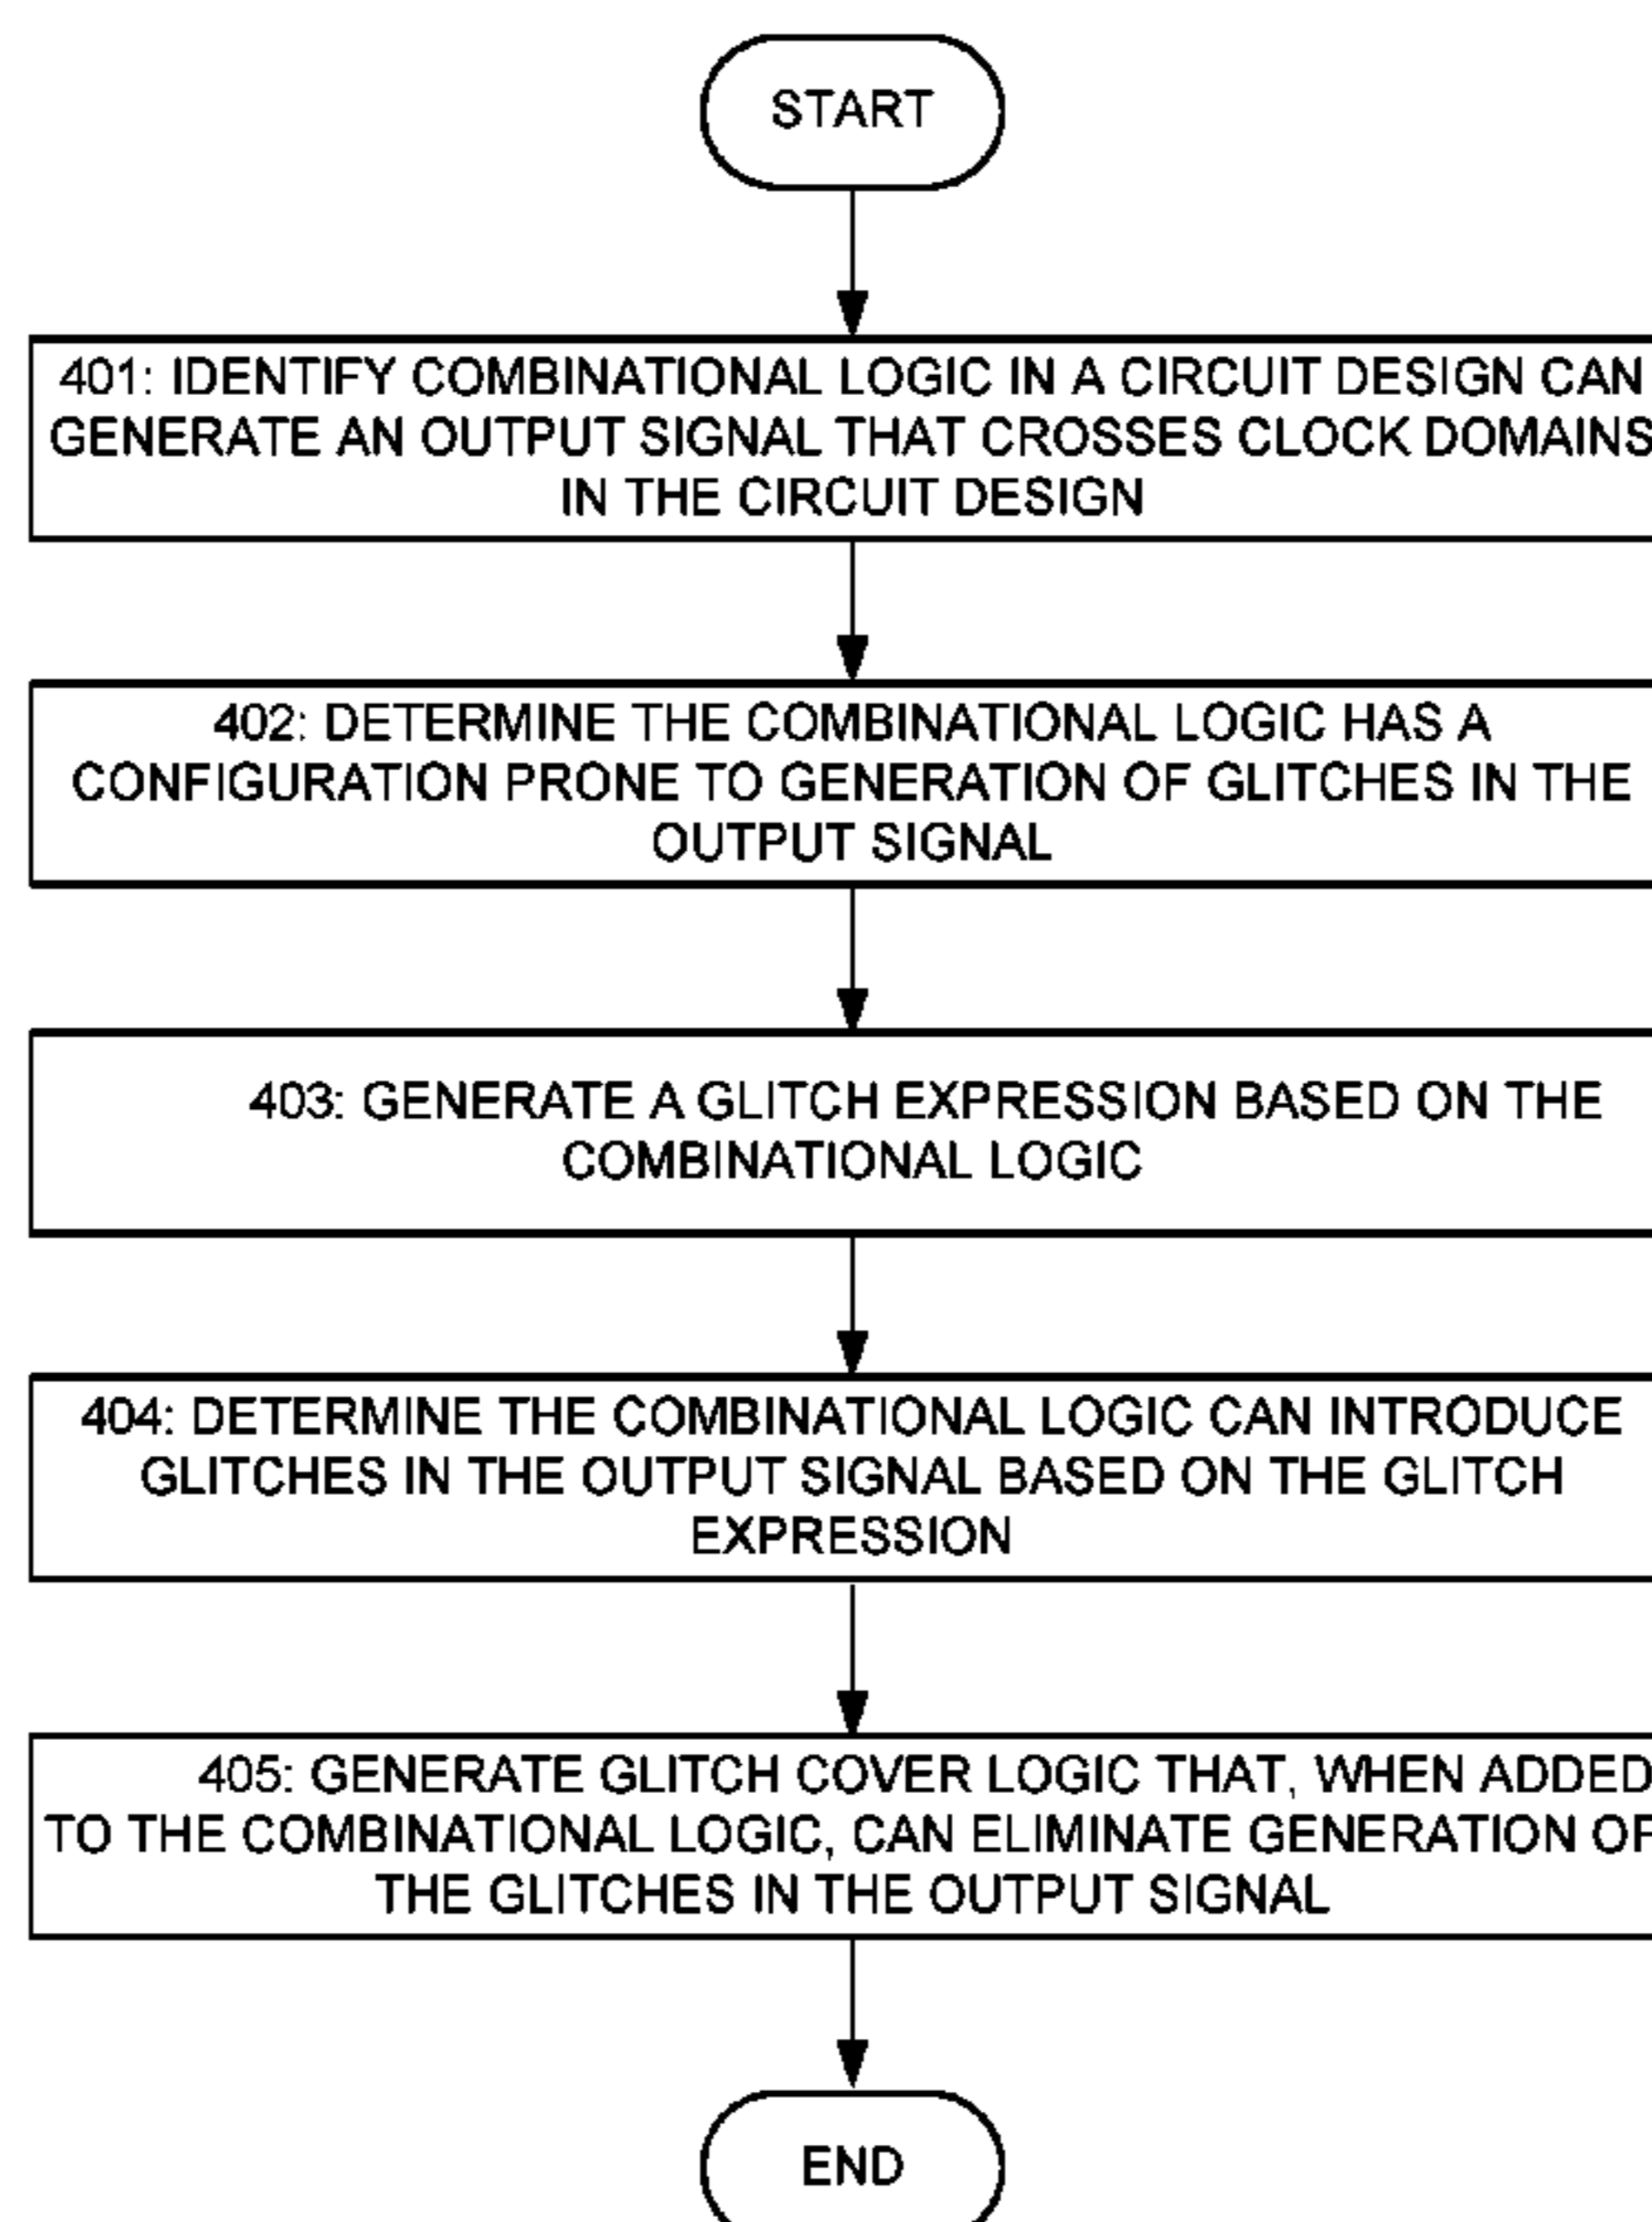 START
401: IDENTIFY COMBINATIONAL LOGIC IN A CIRCUIT DESIGN CAN
GENERATE AN OUTPUT SIGNAL THAT CROSSES CLOCK DOMAINS
IN THE CIRCUIT DESIGN
402: DETERMINE THE COMBINATIONAL LOGIC HAS A
CONFIGURATION PRONE TO GENERATION OF GLITCHES IN THE
OUTPUT SIGNAL
403: GENERATE A GLITCH EXPRESSION BASED ON THE
COMBINATIONAL LOGIC
404: DETERMINE THE COMBINATIONAL LOGIC CAN INTRODUCE
GLITCHES IN THE OUTPUT SIGNAL BASED ON THE GLITCH
EXPRESSION
405: GENERATE GLITCH COVER LOGIC THAT, WHEN ADDED
TO THE COMBINATIONAL LOGIC, CAN ELIMINATE GENERATION OF
THE GLITCHES IN THE OUTPUT SIGNAL
END